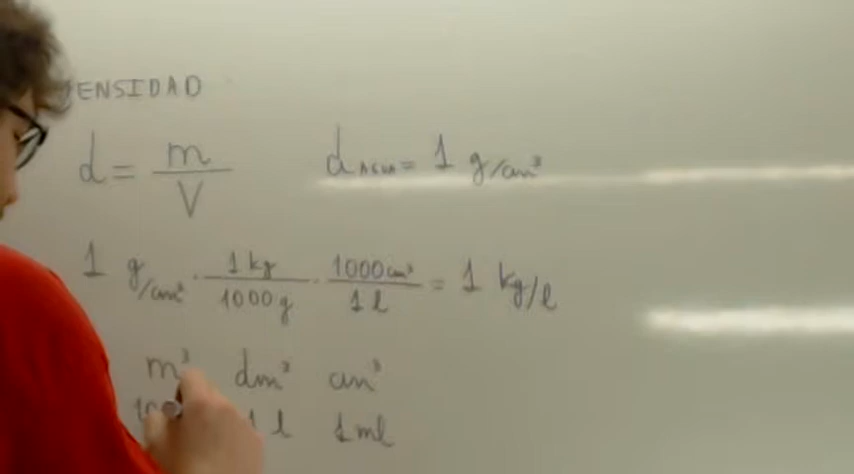 ENSIDAD
d = m/V    d AGUA = 1 g/cm³
1 g/cm³ · 1 kg/1000 g · 1000 cm³/1 l = 1 kg/l
m³ dm³ cm³
1 l 1 ml